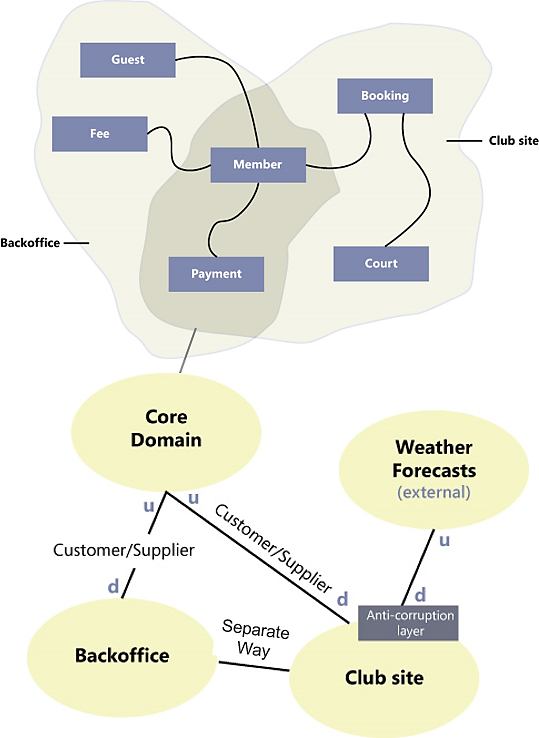 Guest
Booking
Fee
Club site
Member
Backoffice
Payment
Court
Core
Domain
Weather
Forecasts
(external)
u
u
Customer/Supplier
Customer/Supplier
u
d
d
d
Anti-corruption
layer
Separate
Way
Backoffice
Club site